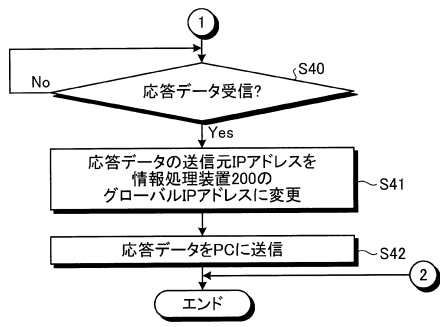 1
応答データ受信?
S40
No
Yes
応答データの送信元IPアドレスを
情報処理装置200の
グローバルIPアドレスに変更
S41
応答データをPCに送信
S42
2
エンド